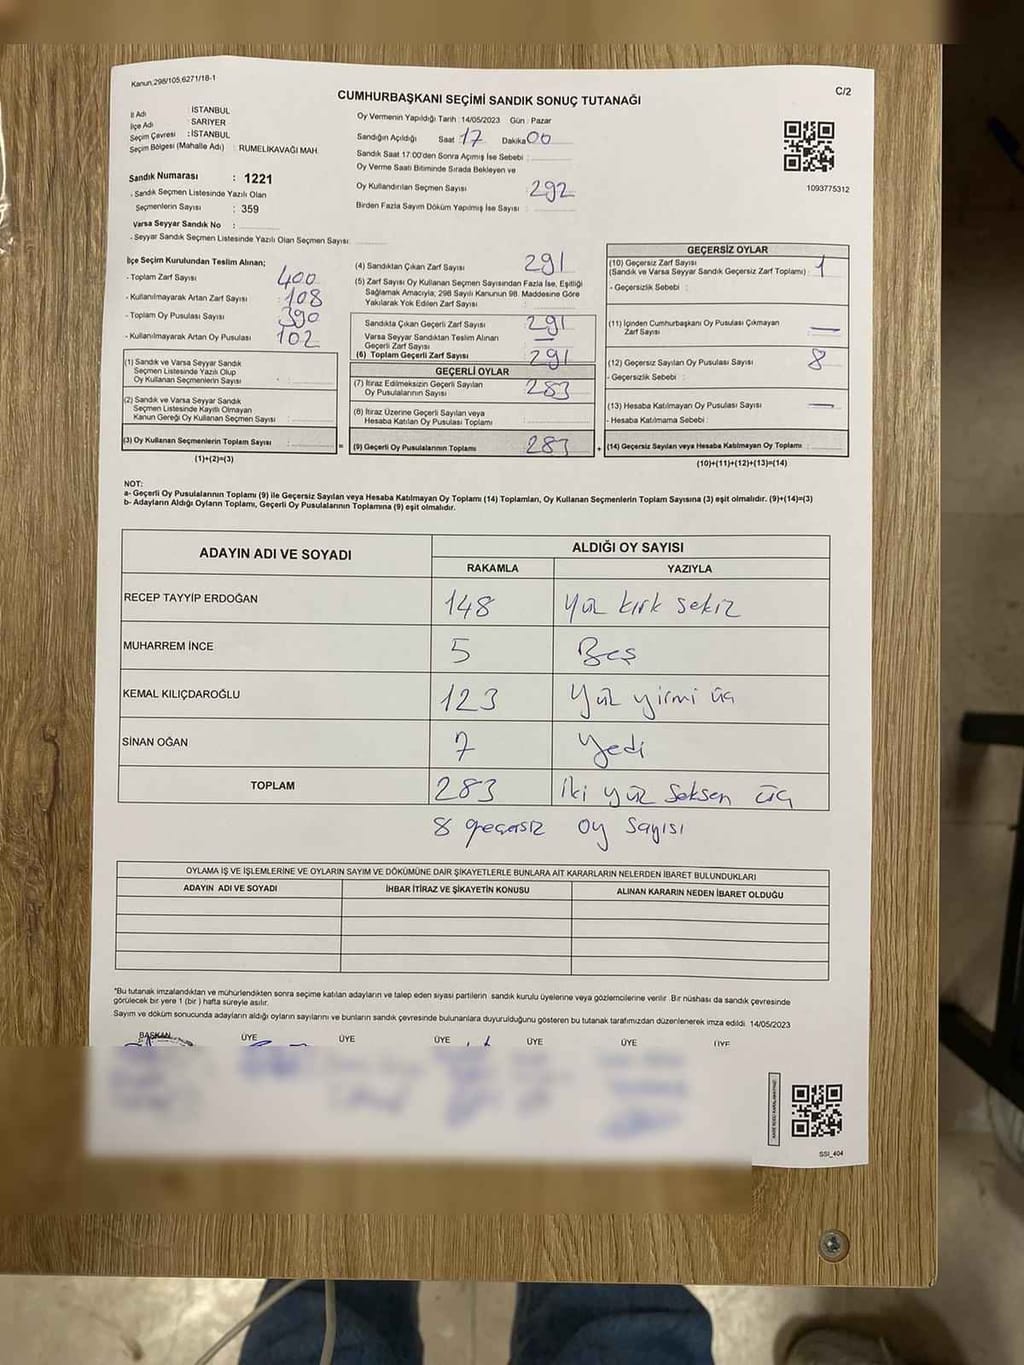 Kanun.298/105,6271/18-1
C/2
CUMHURBAŞKANI SEÇİMİ SANDIK SONUÇ TUTANAĞI
İl Adı : İSTANBUL
İlçe Adı : SARIYER
Seçim Çevresi : İSTANBUL
Seçim Bölgesi (Mahalle Adı) : RUMELİKAVAĞI MAH.
Sandık Numarası : 1221
- Sandık Seçmen Listesinde Yazılı Olan
Seçmenlerin Sayısı : 359
Varsa Seyyar Sandık No :
- Seyyar Sandık Seçmen Listesinde Yazılı Olan Seçmen Sayısı:
Oy Vermenin Yapıldığı Tarih : 14/05/2023 Gün : Pazar
Sandığın Açıldığı Saat 17 Dakika 00
Sandık Saat 17.00'den Sonra Açımış İse Sebebi :
Oy Verme Saati Bitiminde Sırada Bekleyen ve
Oy Kullandırılan Seçmen Sayısı 292
Birden Fazla Sayım Döküm Yapılmış İse Sayısı :
1093775312
İlçe Seçim Kurulundan Teslim Alınan;
- Toplam Zarf Sayısı 400
- Kullanılmayarak Artan Zarf Sayısı : 108
- Toplam Oy Pusulası Sayısı 390
- Kullanılmayarak Artan Oy Pusulası 102
(1) Sandık ve Varsa Seyyar Sandık
Seçmen Listesinde Yazılı Olup
Oy Kullanan Seçmenlerin Sayısı
(2) Sandık ve Varsa Seyyar Sandık
Seçmen Listesinde Kayıtlı Olmayan
Kanun Gereği Oy Kullanan Seçmen Sayısı :
(3) Oy Kullanan Seçmenlerin Toplam Sayısı :
(1)+(2)=(3)
(4) Sandıktan Çıkan Zarf Sayısı 291
(5) Zarf Sayısı Oy Kullanan Seçmen Sayısından Fazla İse, Eşitliği
Sağlamak Amacıyla; 298 Sayılı Kanunun 98. Maddesine Göre
Yakılarak Yok Edilen Zarf Sayısı :
Sandıkta Çıkan Geçerli Zarf Sayısı : 291
Varsa Seyyar Sandıktan Teslim Alınan
Geçerli Zarf Sayısı : —
(6) Toplam Geçerli Zarf Sayısı : 291
GEÇERLİ OYLAR
(7) İtiraz Edilmeksizin Geçerli Sayılan
Oy Pusulalarının Sayısı : 283
(8) İtiraz Üzerine Geçerli Sayılan veya
Hesaba Katılan Oy Pusulası Toplamı :
= (9) Geçerli Oy Pusulalarının Toplamı 283
GEÇERSİZ OYLAR
(10) Geçersiz Zarf Sayısı
(Sandık ve Varsa Seyyar Sandık Geçersiz Zarf Toplamı) : 1
- Geçersizlik Sebebi :
(11) İçinden Cumhurbaşkanı Oy Pusulası Çıkmayan
Zarf Sayısı : —
(12) Geçersiz Sayılan Oy Pusulası Sayısı : 8
- Geçersizlik Sebebi :
(13) Hesaba Katılmayan Oy Pusulası Sayısı : —
- Hesaba Katılmama Sebebi :
+ (14) Geçersiz Sayılan veya Hesaba Katılmayan Oy Toplamı :
(10)+(11)+(12)+(13)=(14)
NOT:
a- Geçerli Oy Pusulalarının Toplamı (9) ile Geçersiz Sayılan veya Hesaba Katılmayan Oy Toplamı (14) Toplamları, Oy Kullanan Seçmenlerin Toplam Sayısına (3) eşit olmalıdır. (9)+(14)=(3)
b- Adayların Aldığı Oyların Toplamı, Geçerli Oy Pusulalarının Toplamına (9) eşit olmalıdır.
ADAYIN ADI VE SOYADI
ALDIĞI OY SAYISI
RAKAMLA YAZIYLA
RECEP TAYYİP ERDOĞAN 148 Yüz kırk sekiz
MUHARREM İNCE 5 Beş
KEMAL KILIÇDAROĞLU 123 Yüz yirmi üç
SİNAN OĞAN 7 Yedi
TOPLAM 283 İki yüz seksen üç
8 geçersiz oy sayısı
OYLAMA İŞ VE İŞLEMLERİNE VE OYLARIN SAYIM VE DÖKÜMÜNE DAİR ŞİKAYETLERLE BUNLARA AİT KARARLARIN NELERDEN İBARET BULUNDUKLARI
ADAYIN ADI VE SOYADI İHBAR İTİRAZ VE ŞİKAYETİN KONUSU ALINAN KARARIN NEDEN İBARET OLDUĞU
*Bu tutanak imzalandıktan ve mühürlendikten sonra seçime katılan adayların ve talep eden siyasi partilerin sandık kurulu üyelerine veya gözlemcilerine verilir. Bir nüshası da sandık çevresinde
görülecek bir yere 1 (bir ) hafta süreyle asılır.
Sayım ve döküm sonucunda adayların aldığı oyların sayılarını ve bunların sandık çevresinde bulunanlara duyurulduğunu gösteren bu tutanak tarafımızdan düzenlenerek imza edildi. 14/05/2023
BAŞKAN ÜYE ÜYE ÜYE ÜYE ÜYE ÜYE
SSI_404